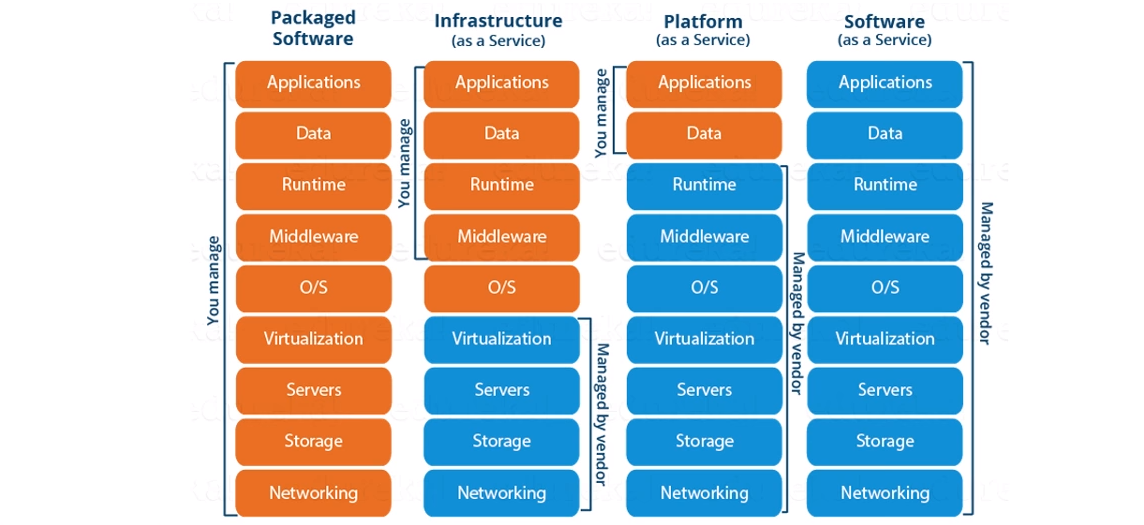 Packaged
Software
You manage
Applications
Data
Runtime
Middleware
O/S
Virtualization
Servers
Storage
Networking
Infrastructure
(as a Service)
You manage
Applications
Data
Runtime
Middleware
O/S
Virtualization
Servers
Storage
Networking
Managed by vendor
Platform
(as a Service)
You manage
Applications
Data
Runtime
Middleware
O/S
Virtualization
Servers
Storage
Networking
Managed by vendor
Software
(as a Service)
Applications
Data
Runtime
Middleware
O/S
Virtualization
Servers
Storage
Networking
Managed by vendor